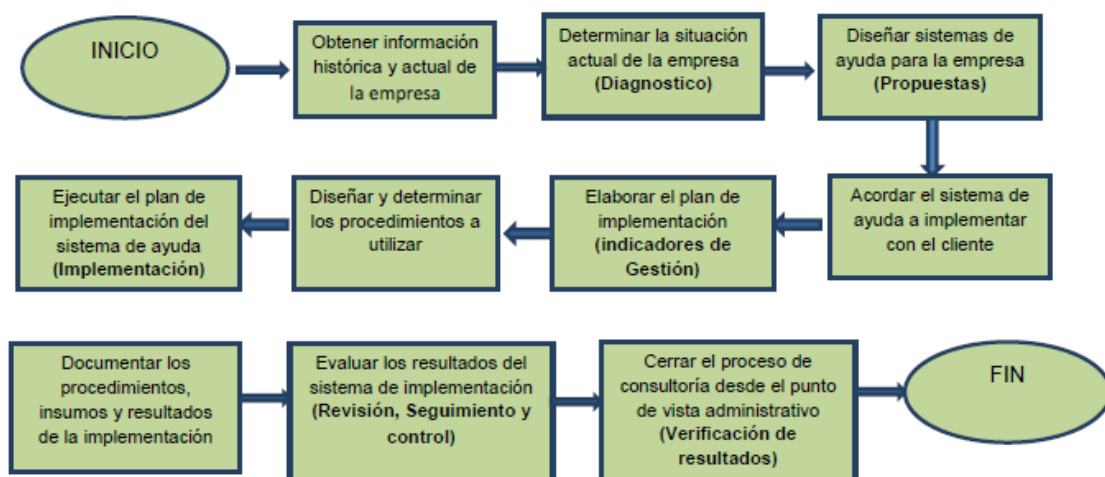 INICIO
Obtener información
histórica y actual de
la empresa
Determinar la situación
actual de la empresa
(Diagnostico)
Diseñar sistemas de
ayuda para la empresa
(Propuestas)
Acordar el sistema de
ayuda a implementar
con el cliente
Elaborar el plan de
implementación
(indicadores de
Gestión)
Diseñar y determinar
los procedimientos a
utilizar
Ejecutar el plan de
implementación del
sistema de ayuda
(Implementación)
Documentar los
procedimientos,
insumos y resultados
de la implementación
Evaluar los resultados del
sistema de implementación
(Revisión, Seguimiento y
control)
Cerrar el proceso de
consultoría desde el punto
de vista administrativo
(Verificación de
resultados)
FIN